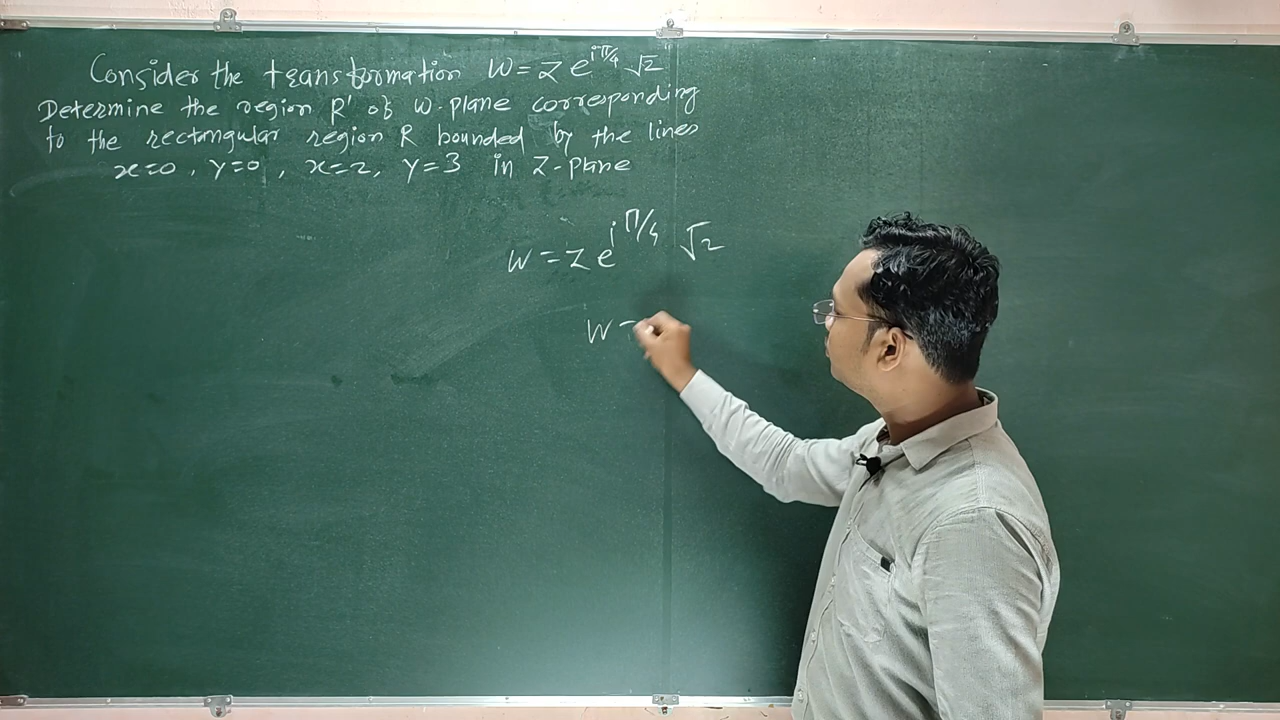 Consider the transformation W = Z e^{iπ/4} √2
Determine the region R' of W-plane corresponding
to the rectangular region R bounded by the lines
x=0, y=0, x=2, y=3 in Z-plane
W = Z e^{iπ/4} √2
W =